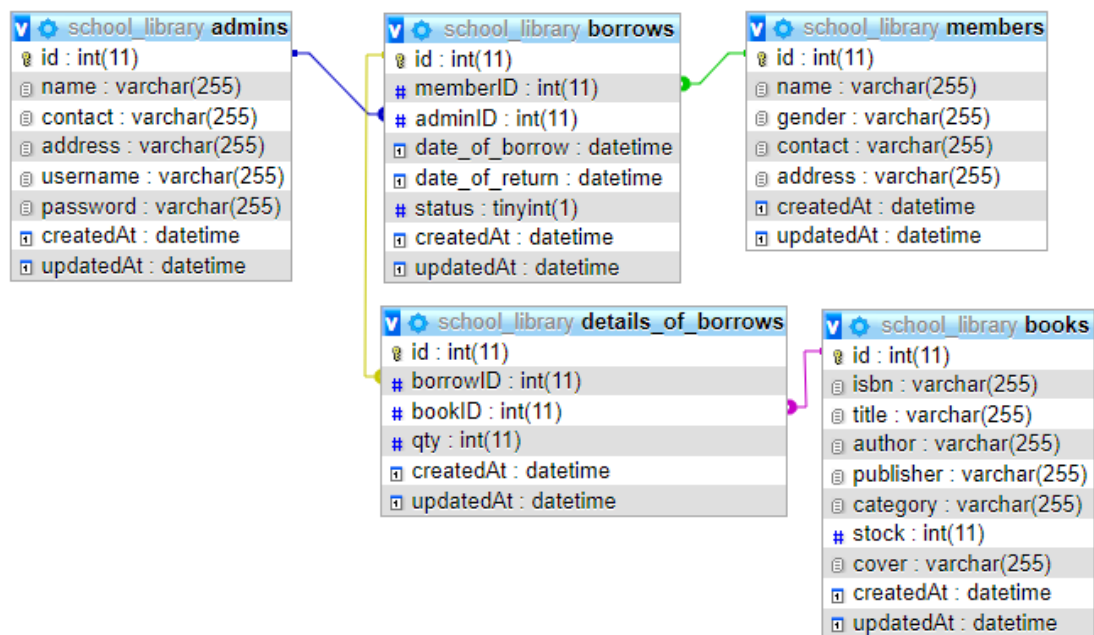 school_library admins
id : int(11)
name : varchar(255)
contact : varchar(255)
address : varchar(255)
username : varchar(255)
password : varchar(255)
createdAt : datetime
updatedAt : datetime
school_library borrows
id : int(11)
memberID : int(11)
adminID : int(11)
date_of_borrow : datetime
date_of_return : datetime
status : tinyint(1)
createdAt : datetime
updatedAt : datetime
school_library members
id : int(11)
name : varchar(255)
gender : varchar(255)
contact : varchar(255)
address : varchar(255)
createdAt : datetime
updatedAt : datetime
school_library details_of_borrows
id : int(11)
borrowID : int(11)
bookID : int(11)
qty : int(11)
createdAt : datetime
updatedAt : datetime
school_library books
id : int(11)
isbn : varchar(255)
title : varchar(255)
author : varchar(255)
publisher : varchar(255)
category : varchar(255)
stock : int(11)
cover : varchar(255)
createdAt : datetime
updatedAt : datetime